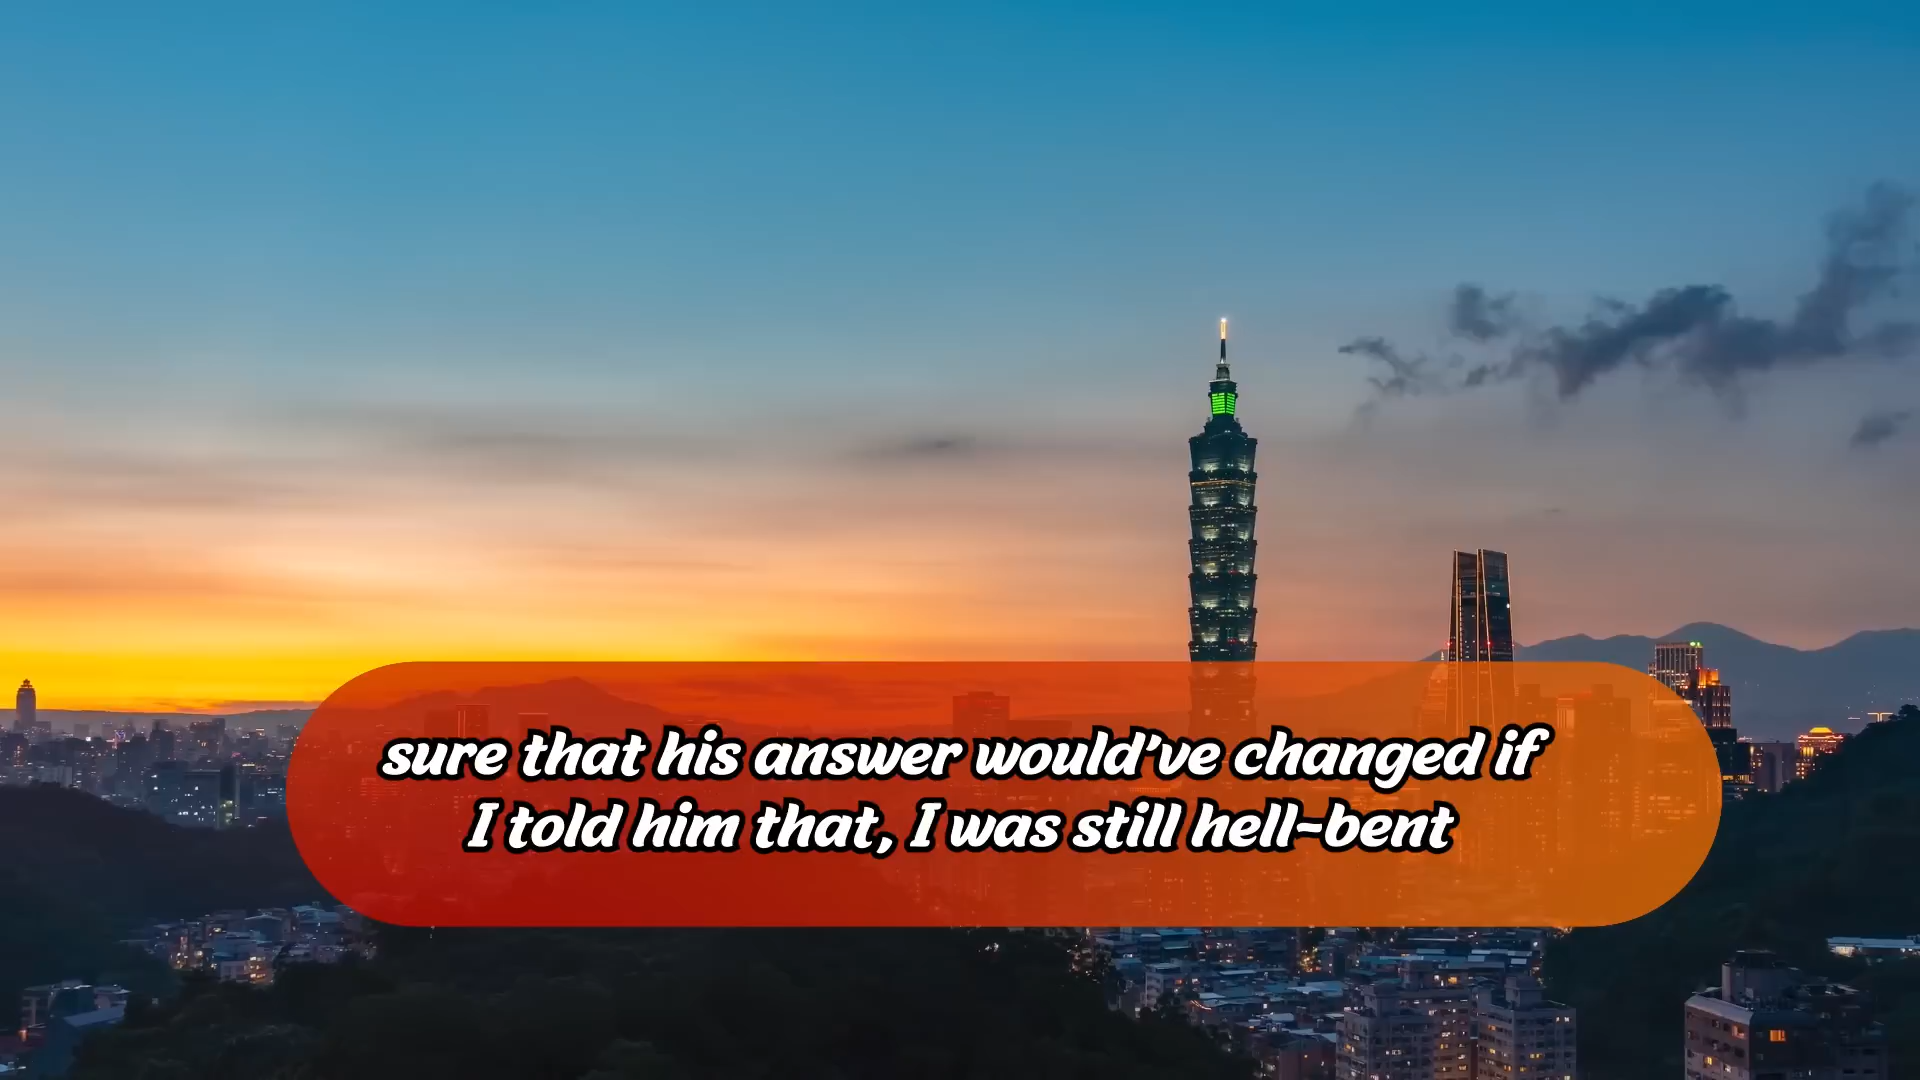 sure that his answer would've changed if
I told him that, I was still hell-bent